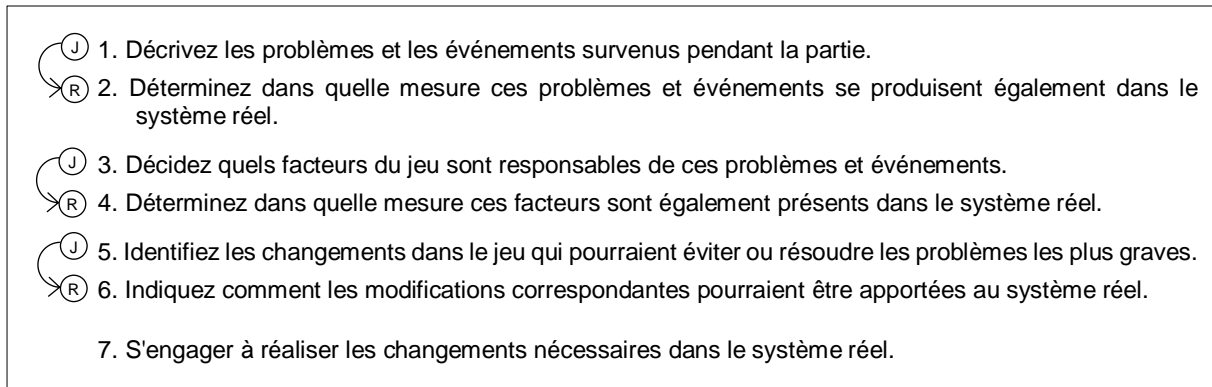 J 1. Décrivez les problèmes et les événements survenus pendant la partie.
R 2. Déterminez dans quelle mesure ces problèmes et événements se produisent également dans le
système réel.
J 3. Décidez quels facteurs du jeu sont responsables de ces problèmes et événements.
R 4. Déterminez dans quelle mesure ces facteurs sont également présents dans le système réel.
J 5. Identifiez les changements dans le jeu qui pourraient éviter ou résoudre les problèmes les plus graves.
R 6. Indiquez comment les modifications correspondantes pourraient être apportées au système réel.
7. S'engager à réaliser les changements nécessaires dans le système réel.